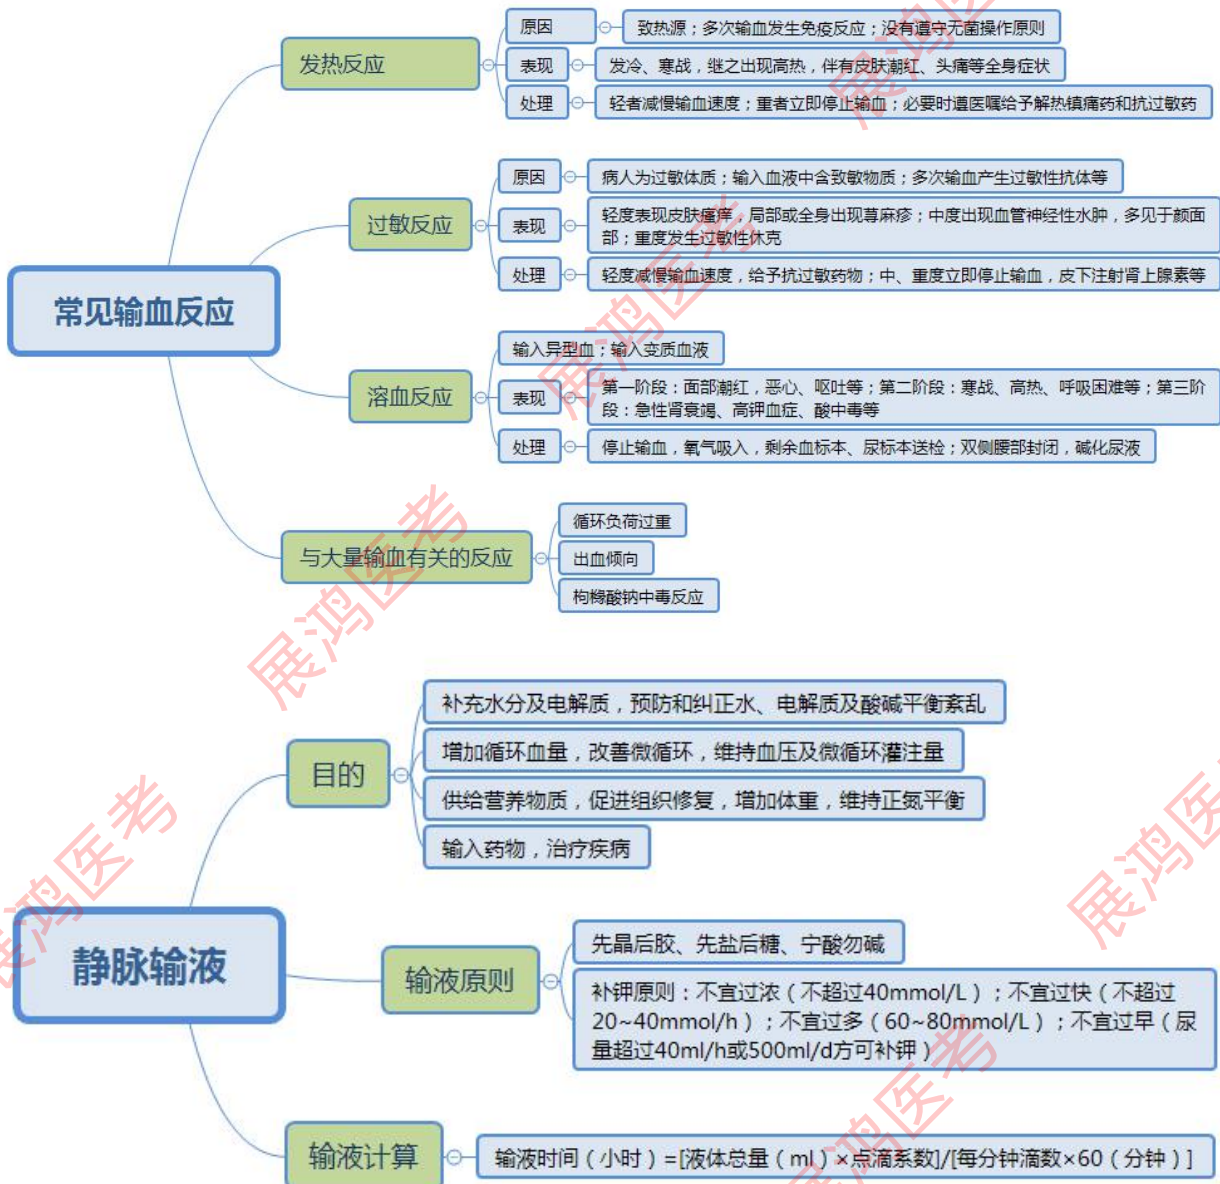 常见输血反应
发热反应
原因
致热源；多次输血发生免疫反应；没有遵守无菌操作原则
表现
发冷、寒战，继之出现高热，伴有皮肤潮红、头痛等全身症状
处理
轻者减慢输血速度；重者立即停止输血；必要时遵医嘱给予解热镇痛药和抗过敏药
过敏反应
原因
病人为过敏体质；输入血液中含致敏物质；多次输血产生过敏性抗体等
表现
轻度表现皮肤瘙痒，局部或全身出现荨麻疹；中度出现血管神经性水肿，多见于颜面
部；重度发生过敏性休克
处理
轻度减慢输血速度，给予抗过敏药物；中、重度立即停止输血，皮下注射肾上腺素等
溶血反应
输入异型血；输入变质血液
表现
第一阶段：面部潮红，恶心、呕吐等；第二阶段：寒战、高热、呼吸困难等；第三阶
段：急性肾衰竭、高钾血症、酸中毒等
处理
停止输血，氧气吸入，剩余血标本、尿标本送检；双侧腰部封闭，碱化尿液
与大量输血有关的反应
循环负荷过重
出血倾向
枸橼酸钠中毒反应
静脉输液
目的
补充水分及电解质，预防和纠正水、电解质及酸碱平衡紊乱
增加循环血量，改善微循环，维持血压及微循环灌注量
供给营养物质，促进组织修复，增加体重，维持正氮平衡
输入药物，治疗疾病
输液原则
先晶后胶、先盐后糖、宁酸勿碱
补钾原则：不宜过浓（不超过40mmol/L）；不宜过快（不超过
20~40mmol/h）；不宜过多（60~80mmol/L）；不宜过早（尿
量超过40ml/h或500ml/d方可补钾）
输液计算
输液时间（小时）=[液体总量（ml）×点滴系数]/[每分钟滴数×60（分钟）]
展鸿医考
展鸿医考
展鸿医考
展鸿医考
展鸿医考
展鸿医考